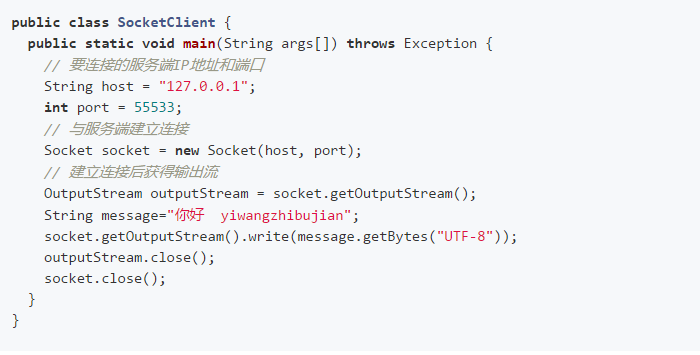 public class SocketClient {
  public static void main(String args[]) throws Exception {
    // 要连接的服务端IP地址和端口
    String host = "127.0.0.1";
    int port = 55533;
    // 与服务端建立连接
    Socket socket = new Socket(host, port);
    // 建立连接后获得输出流
    OutputStream outputStream = socket.getOutputStream();
    String message="你好  yiwangzhibujian";
    socket.getOutputStream().write(message.getBytes("UTF-8"));
    outputStream.close();
    socket.close();
  }
}